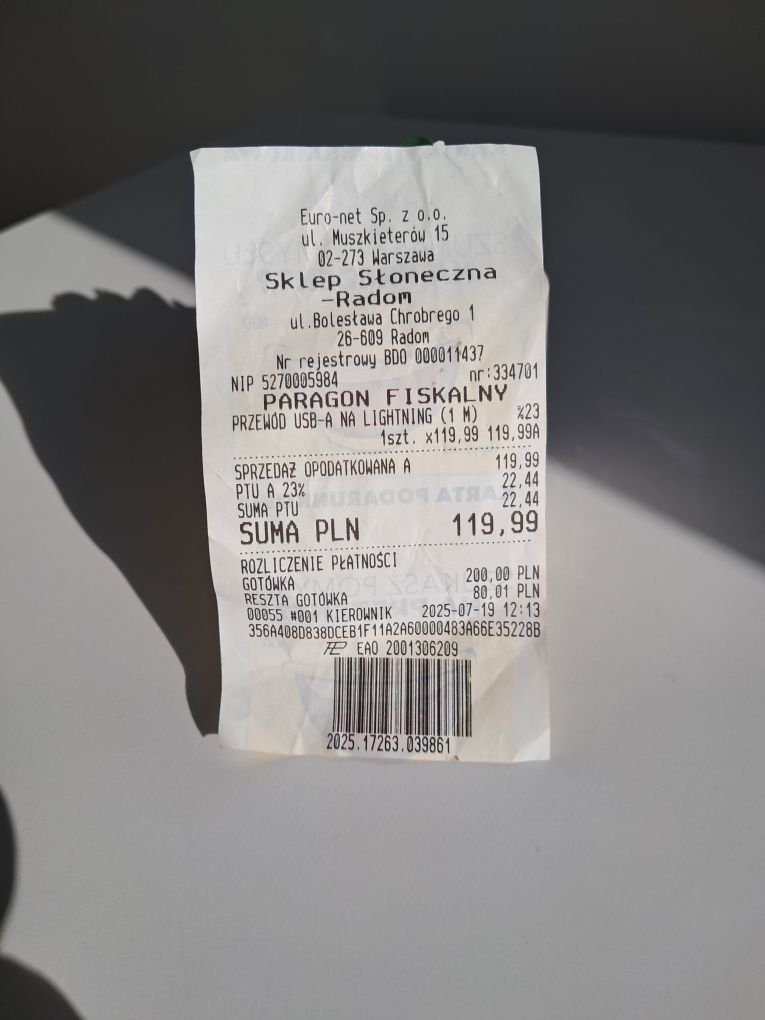 Euro-net Sp. z o.o.
ul. Muszkieterów 15
02-273 Warszawa
Sklep Słoneczna
-Radom
ul.Bolesława Chrobrego 1
26-609 Radom
Nr rejestrowy BDO 000011437
NIP 5270005984 nr:334701
PARAGON FISKALNY
PRZEWÓD USB-A NA LIGHTNING (1 M) %23
1szt. x119,99 119,99A
SPRZEDAŻ OPODATKOWANA A 119,99
PTU A 23% 22,44
SUMA PTU 22,44
SUMA PLN 119,99
ROZLICZENIE PŁATNOŚCI
GOTÓWKA 200,00 PLN
RESZTA GOTÓWKA 80,01 PLN
00055 #001 KIEROWNIK 2025-07-19 12:13
356A408D838DCEB1F11A2A60000483A66E35228B
EAO 2001306209
2025.17263.039861